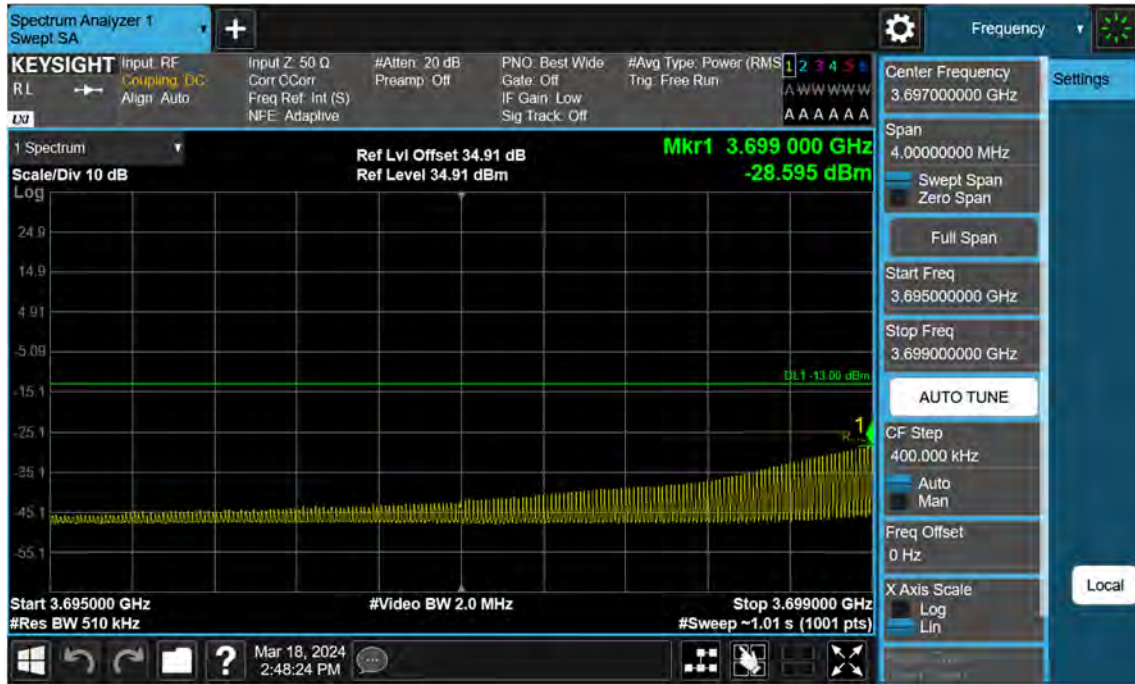 Spectrum Analyzer 1
Swept SA
+
Frequency
KEYSIGHT
RL
LXI
Input: RF
Coupling: DC
Align: Auto
Input Z: 50 Ω
Corr CCorr
Freq Ref: Int (S)
NFE: Adaptive
#Atten: 20 dB
Preamp: Off
PNO: Best Wide
Gate: Off
IF Gain: Low
Sig Track: Off
#Avg Type: Power (RMS
Trig: Free Run
1 2 3 4 5 6
A W W W W W
A A A A A A
1 Spectrum
Scale/Div 10 dB
Log
Ref Lvl Offset 34.91 dB
Ref Level 34.91 dBm
Mkr1 3.699 000 GHz
-28.595 dBm
24.9
14.9
4.91
-5.09
-15.1
-25.1
-35.1
-45.1
-55.1
DL1 -13.00 dBm
1
Start 3.695000 GHz
#Res BW 510 kHz
#Video BW 2.0 MHz
Stop 3.699000 GHz
#Sweep ~1.01 s (1001 pts)
Center Frequency
3.697000000 GHz
Span
4.00000000 MHz
Swept Span
Zero Span
Full Span
Start Freq
3.695000000 GHz
Stop Freq
3.699000000 GHz
AUTO TUNE
CF Step
400.000 kHz
Auto
Man
Freq Offset
0 Hz
X Axis Scale
Log
Lin
Settings
Local
?
Mar 18, 2024
2:48:24 PM